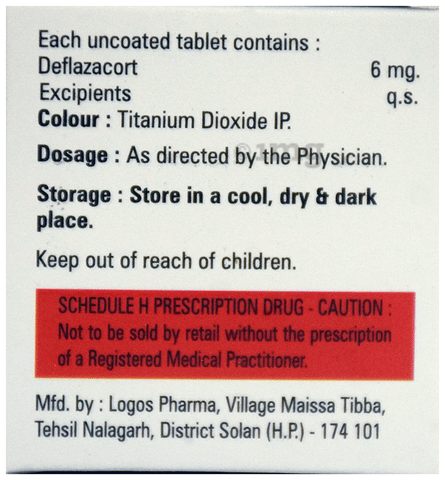 Each uncoated tablet contains :
Deflazacort 6 mg.
Excipients q.s.
Colour : Titanium Dioxide IP.
Dosage : As directed by the Physician.
Storage : Store in a cool, dry & dark
place.
Keep out of reach of children.
SCHEDULE H PRESCRIPTION DRUG - CAUTION :
Not to be sold by retail without the prescription
of a Registered Medical Practitioner.
Mfd. by : Logos Pharma, Village Maissa Tibba,
Tehsil Nalagarh, District Solan (H.P.) - 174 101